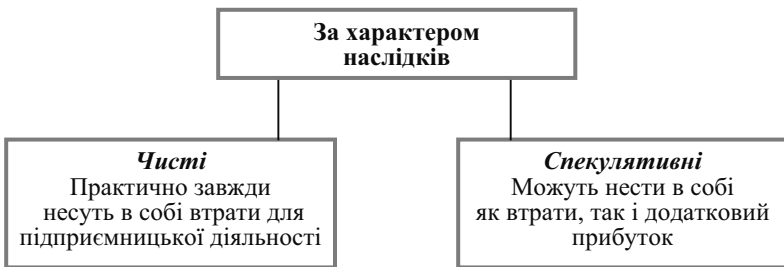 За характером
наслідків
Чисті
Практично завжди
несуть в собі втрати для
підприємницької діяльності
Спекулятивні
Можуть нести в собі
як втрати, так і додатковий
прибуток